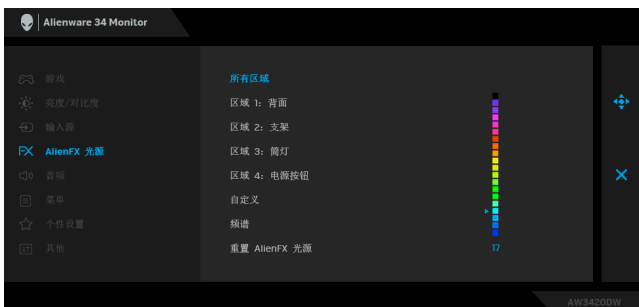 Alienware 34 Monitor
游戏
亮度/对比度
输入源
AlienFX 光源
音频
菜单
个性设置
其他
所有区域
区域 1：背面
区域 2：支架
区域 3：筒灯
区域 4：电源按钮
自定义
频谱
重置 AlienFX 光源
17
AW3420DW